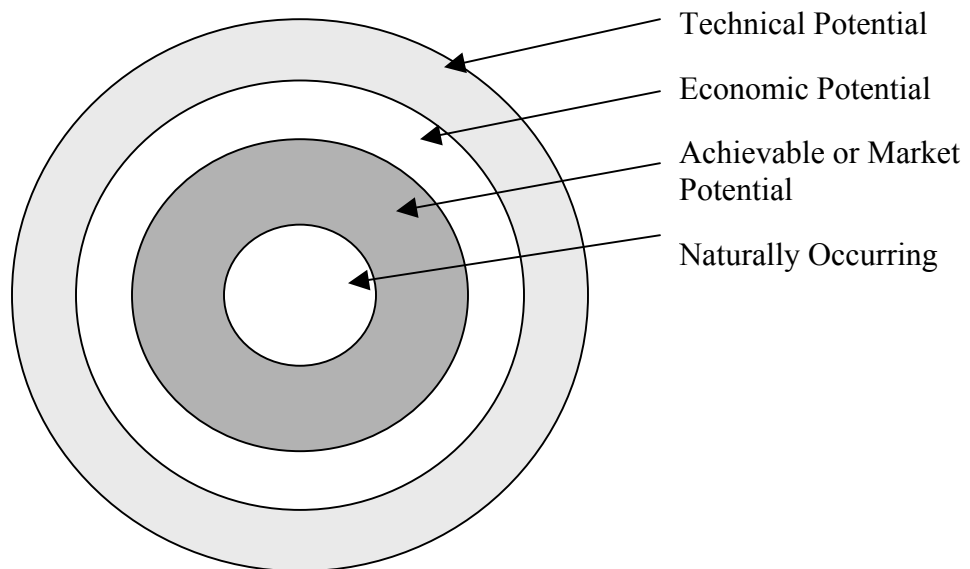 Technical Potential
Economic Potential
Achievable or Market
Potential
Naturally Occurring